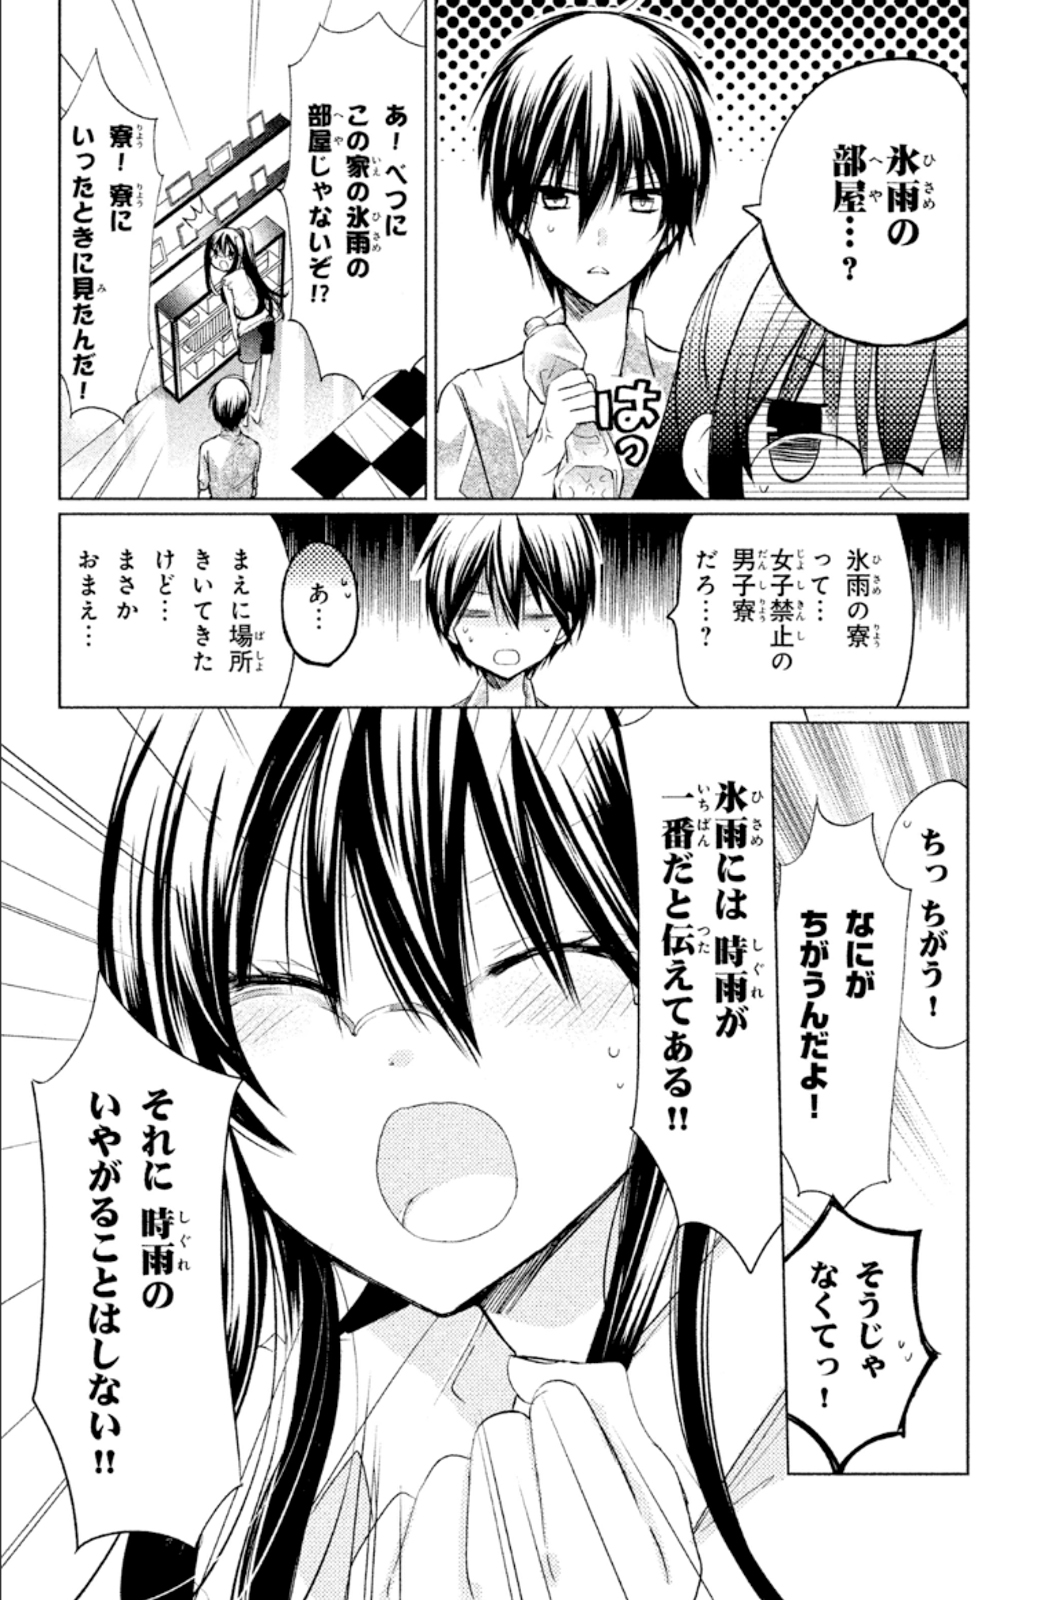 氷雨の
部屋…?
はっ
あ!べつに
この家の氷雨の
部屋じゃないぞ!?
寮!寮に
いったときに見たんだ!
氷雨の寮
って…
女子禁止の
男子寮
だろ…?
あ…
まえに場所
きいてきた
けど…
まさか
おまえ…
ちっちがう!
なにが
ちがうんだよ!
そうじゃ
なくてっ!
氷雨には時雨が
一番だと伝えてある!!
それに時雨の
いやがることはしない!!